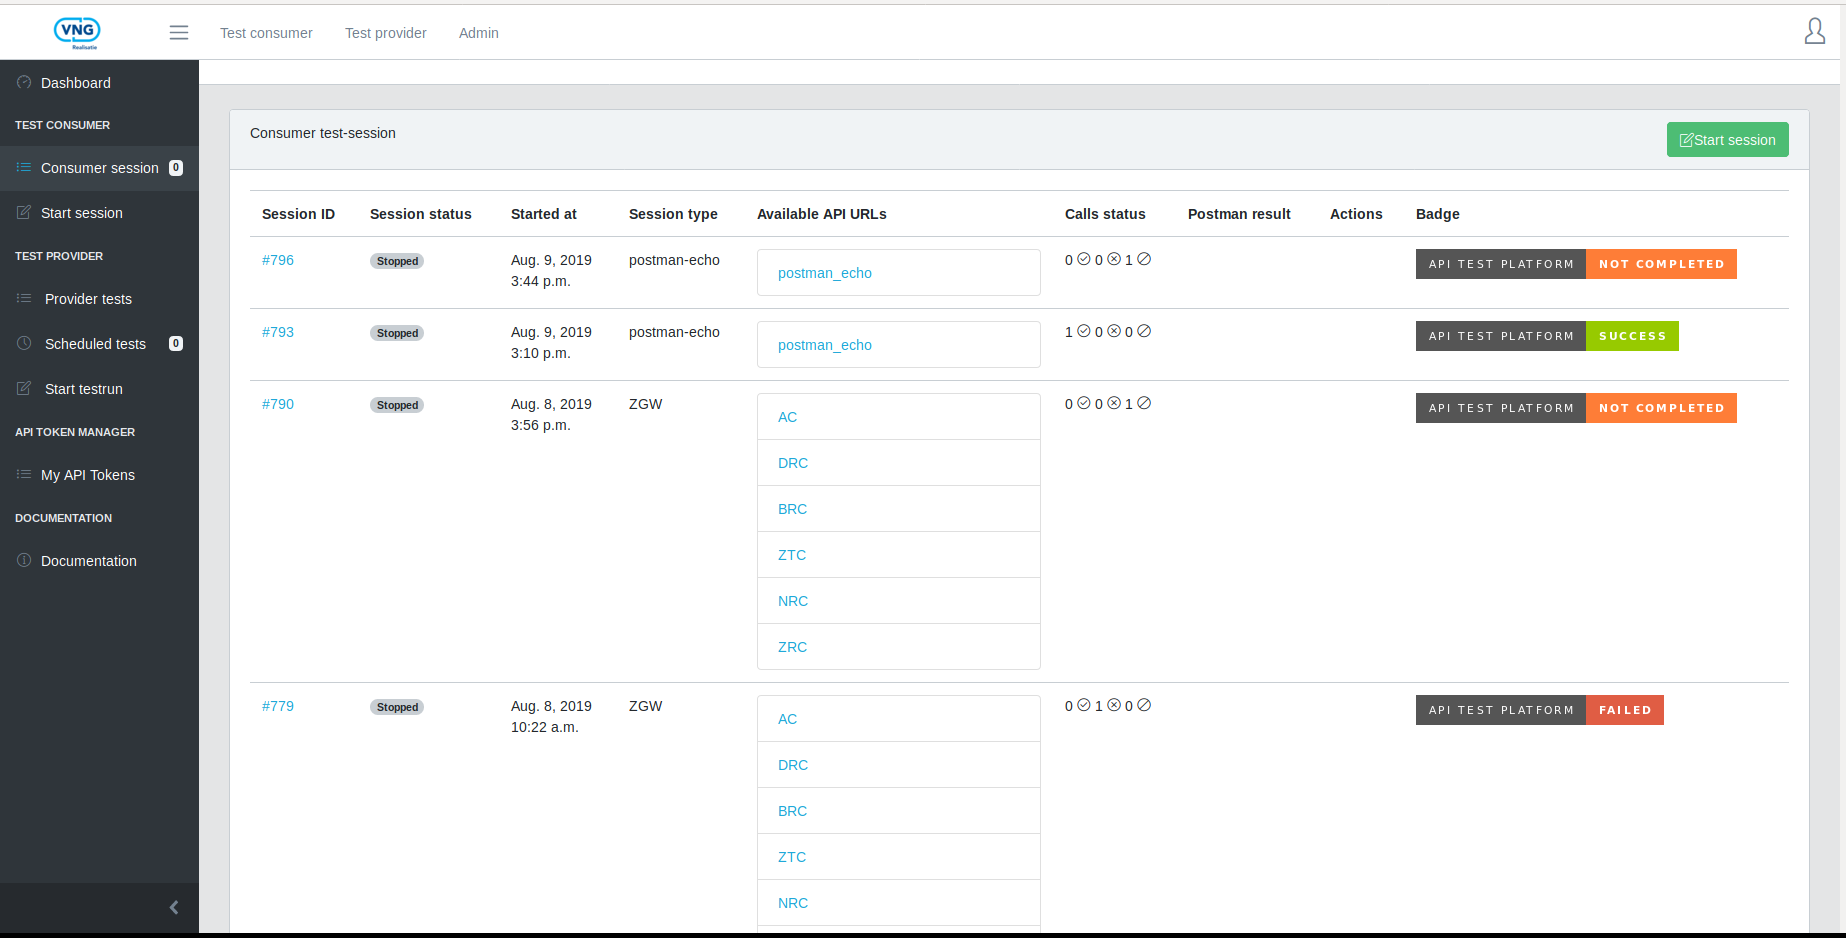 VNG
Realisatie
Test consumer
Test provider
Admin
Dashboard
TEST CONSUMER
Consumer session 0
Start session
TEST PROVIDER
Provider tests
Scheduled tests 0
Start testrun
API TOKEN MANAGER
My API Tokens
DOCUMENTATION
Documentation
Consumer test-session
Start session
Session ID Session status Started at Session type Available API URLs Calls status Postman result Actions Badge
#796 Stopped Aug. 9, 2019 postman-echo postman_echo 0 0 1 API TEST PLATFORM NOT COMPLETED
3:44 p.m.
#793 Stopped Aug. 9, 2019 postman-echo postman_echo 1 0 0 API TEST PLATFORM SUCCESS
3:10 p.m.
#790 Stopped Aug. 8, 2019 ZGW AC 0 0 1 API TEST PLATFORM NOT COMPLETED
3:56 p.m.
DRC
BRC
ZTC
NRC
ZRC
#779 Stopped Aug. 8, 2019 ZGW AC 0 1 0 API TEST PLATFORM FAILED
10:22 a.m.
DRC
BRC
ZTC
NRC